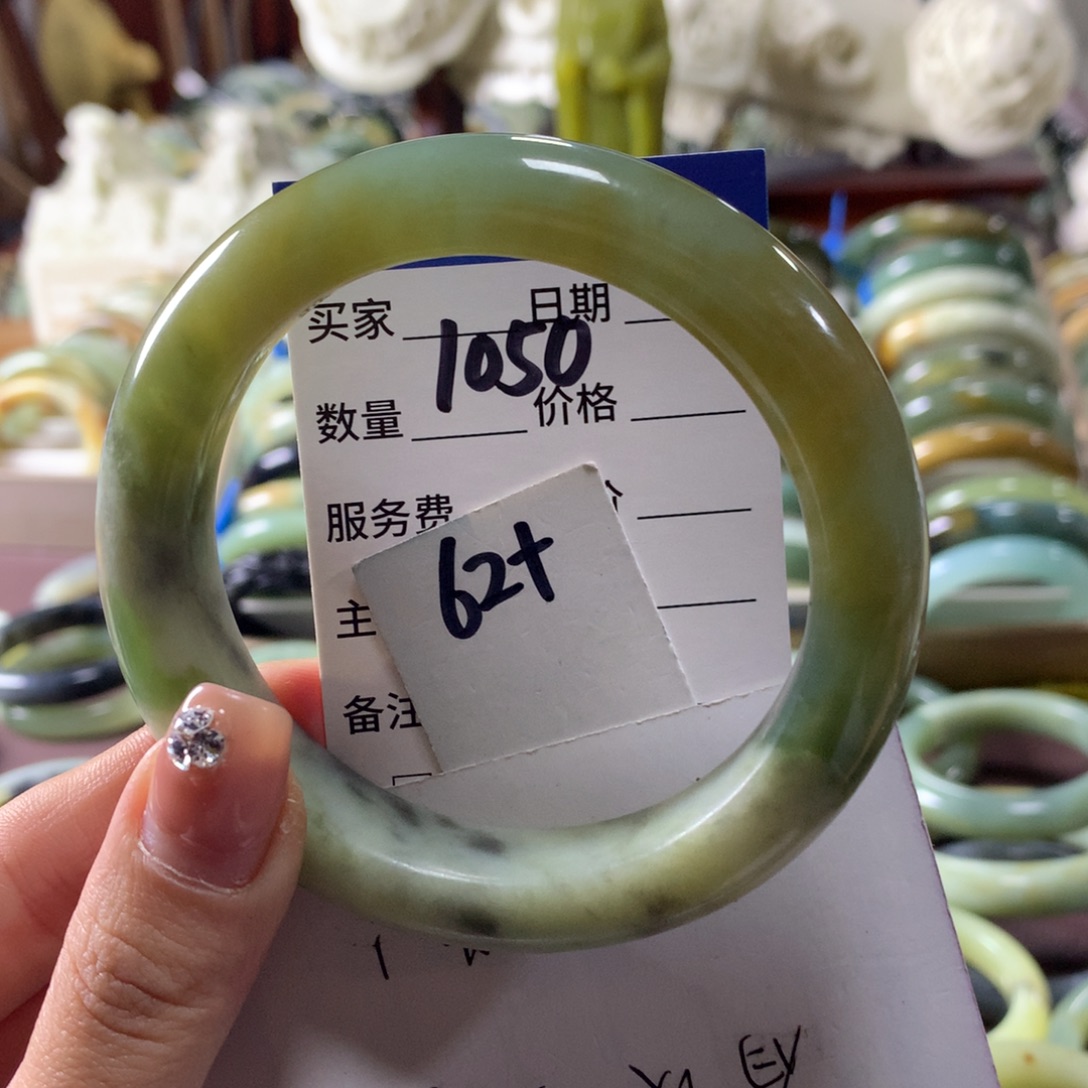 买家 日期
1050
数量 价格
服务费
62+
主
备注